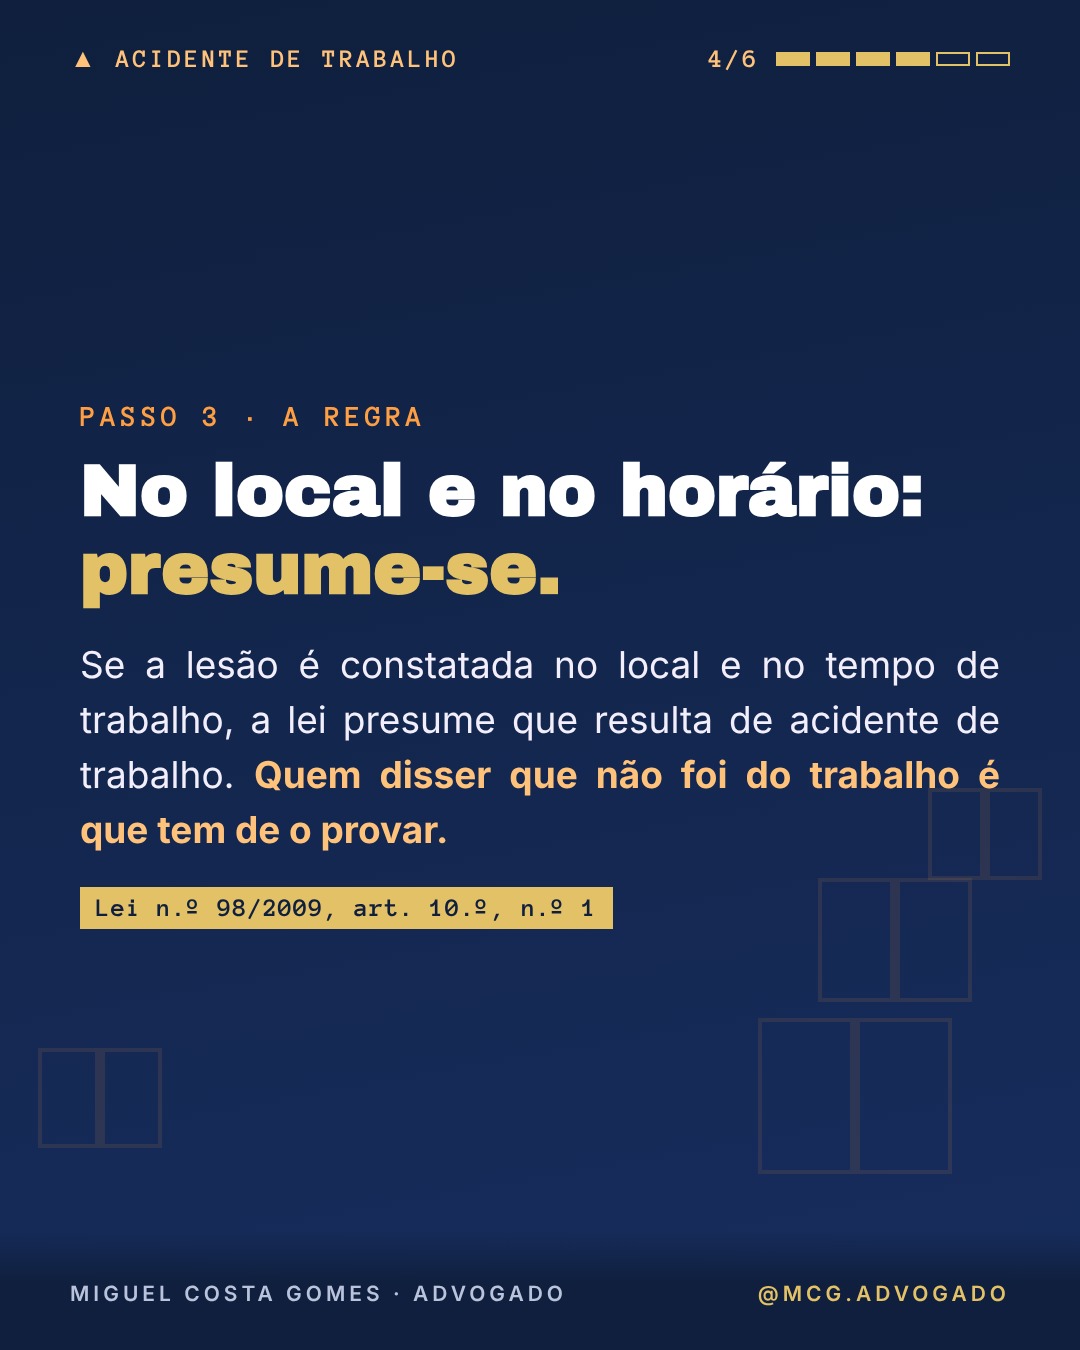 ▲ ACIDENTE DE TRABALHO
4/6
PASSO 3 · A REGRA
No local e no horário:
presume-se.
Se a lesão é constatada no local e no tempo de
trabalho, a lei presume que resulta de acidente de
trabalho. Quem disser que não foi do trabalho é
que tem de o provar.
Lei n.º 98/2009, art. 10.º, n.º 1
MIGUEL COSTA GOMES · ADVOGADO
@MCG.ADVOGADO